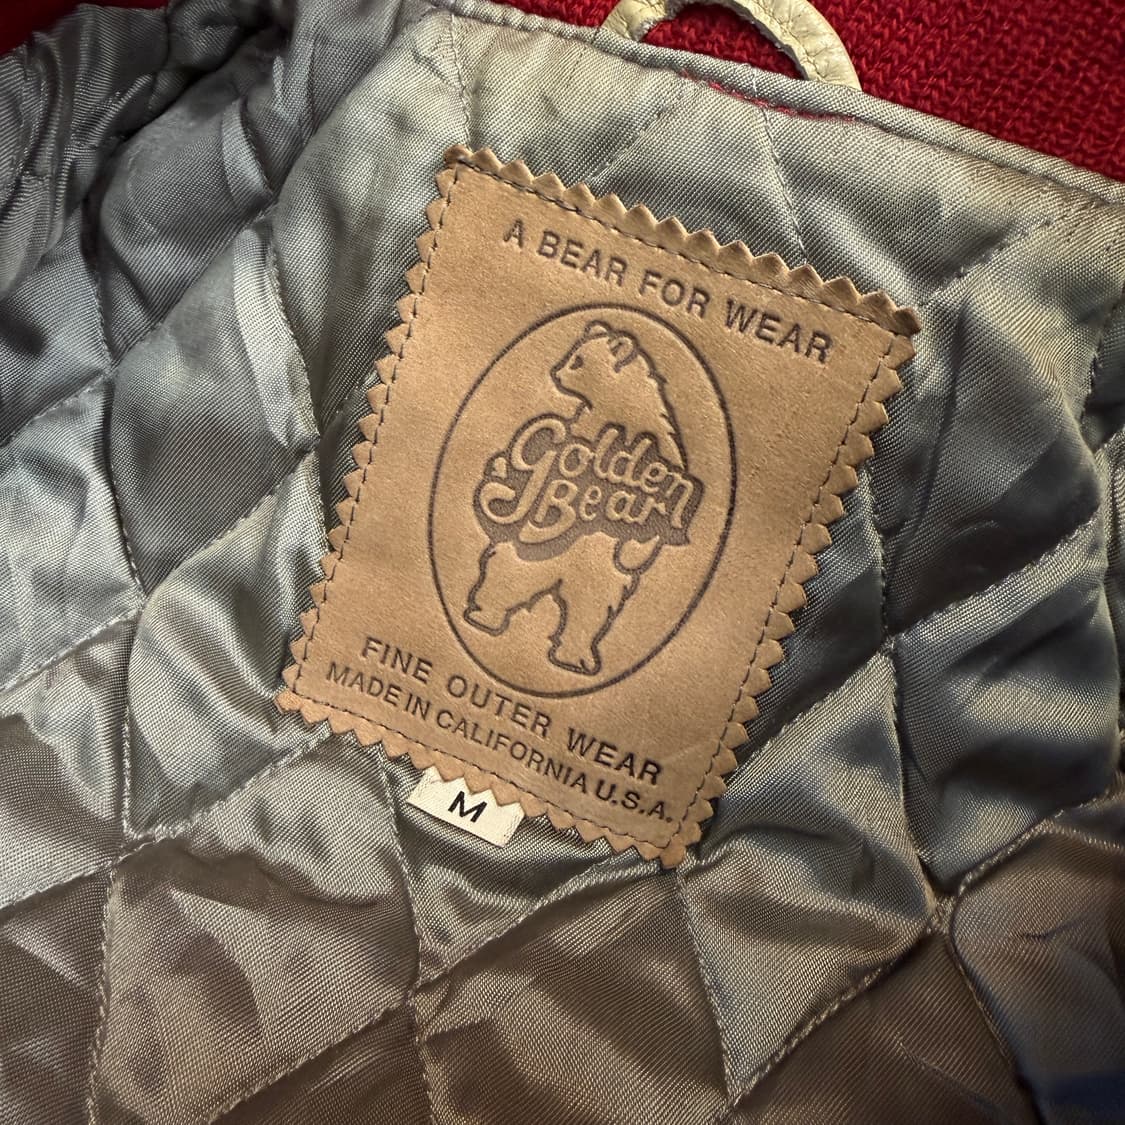 A BEAR FOR WEAR
Golden
Bear
FINE OUTER WEAR
MADE IN CALIFORNIA U.S.A.
M